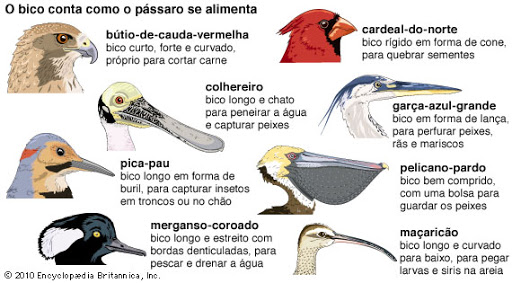 O bico conta como o pássaro se alimenta
bútio-de-cauda-vermelha
bico curto, forte e curvado,
próprio para cortar carne
cardeal-do-norte
bico rígido em forma de cone,
para quebrar sementes
colhereiro
bico longo e chato
para peneirar a água
e capturar peixes
garça-azul-grande
bico em forma de lança,
para perfurar peixes,
rãs e mariscos
pica-pau
bico longo em forma de
buril, para capturar insetos
em troncos ou no chão
pelicano-pardo
bico bem comprido,
com uma bolsa para
guardar os peixes
merganso-coroado
bico longo e estreito com
bordas denticuladas, para
pescar e drenar a água
maçaricão
bico longo e curvado
para baixo, para pegar
larvas e siris na areia
© 2010 Encyclopædia Britannica, Inc.